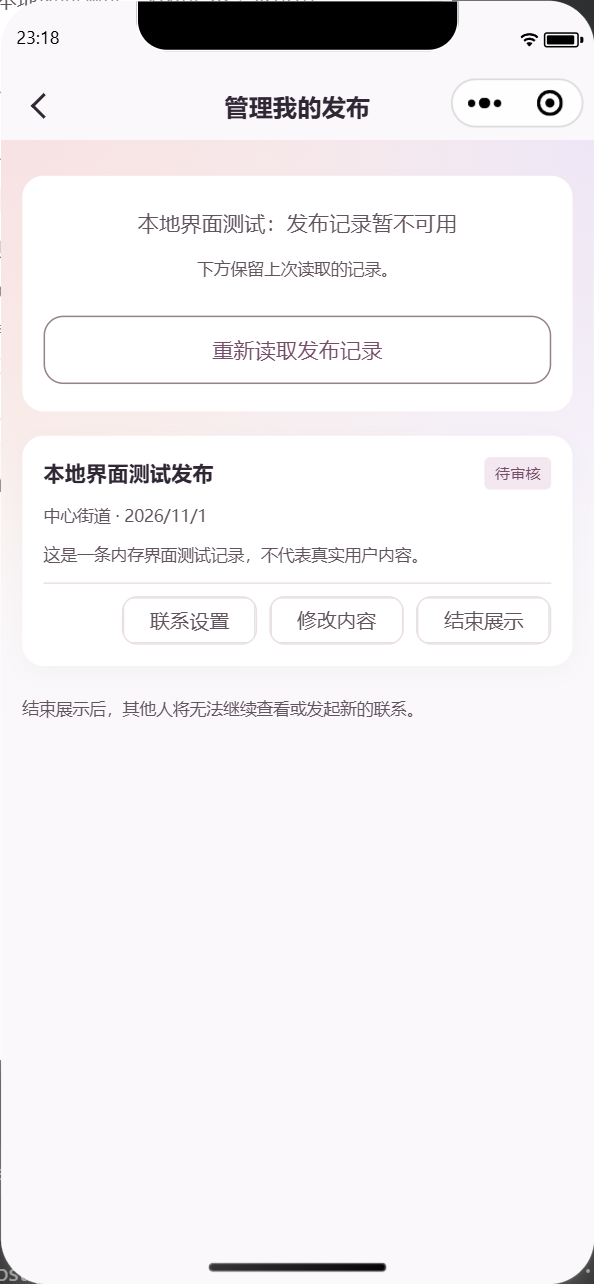 23:18
管理我的发布
本地界面测试：发布记录暂不可用
下方保留上次读取的记录。
重新读取发布记录
本地界面测试发布
待审核
中心街道 · 2026/11/1
这是一条内存界面测试记录，不代表真实用户内容。
联系设置
修改内容
结束展示
结束展示后，其他人将无法继续查看或发起新的联系。